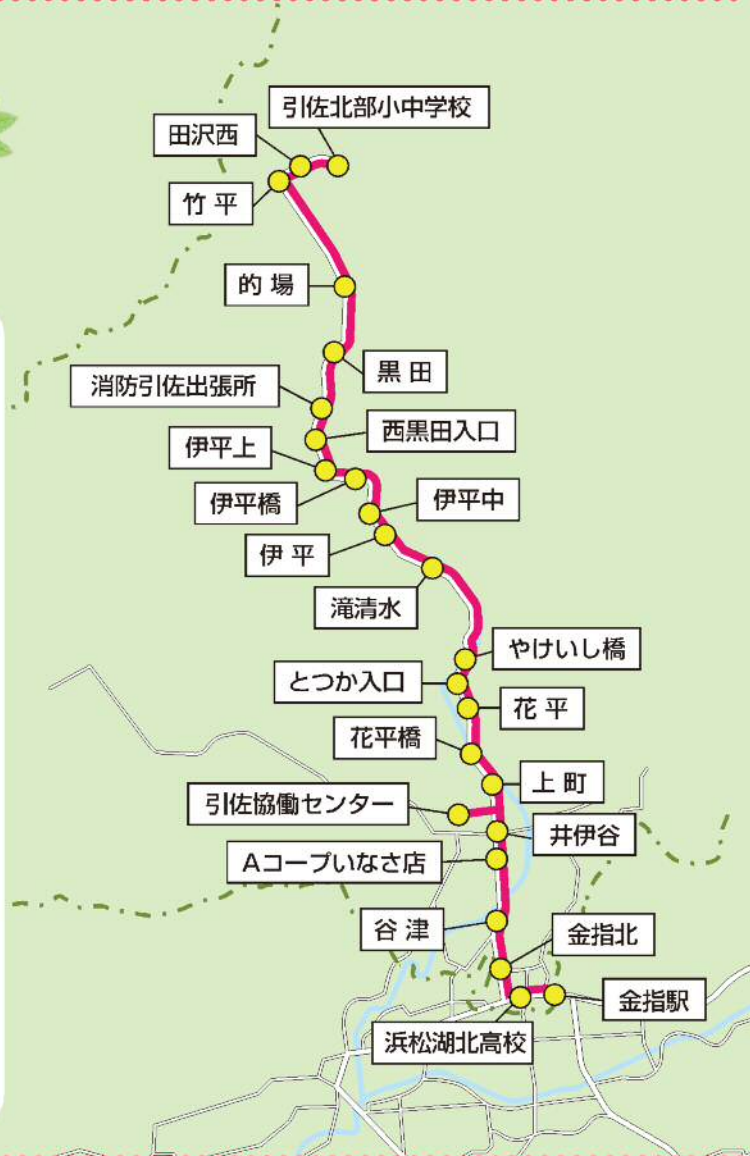 引佐北部小中学校
田沢西
竹 平
的 場
黒 田
消防引佐出張所
西黒田入口
伊平上
伊平橋
伊平中
伊 平
滝清水
やけいし橋
とつか入口
花 平
花平橋
上 町
引佐協働センター
井伊谷
Aコープいなさ店
谷 津
金指北
金指駅
浜松湖北高校